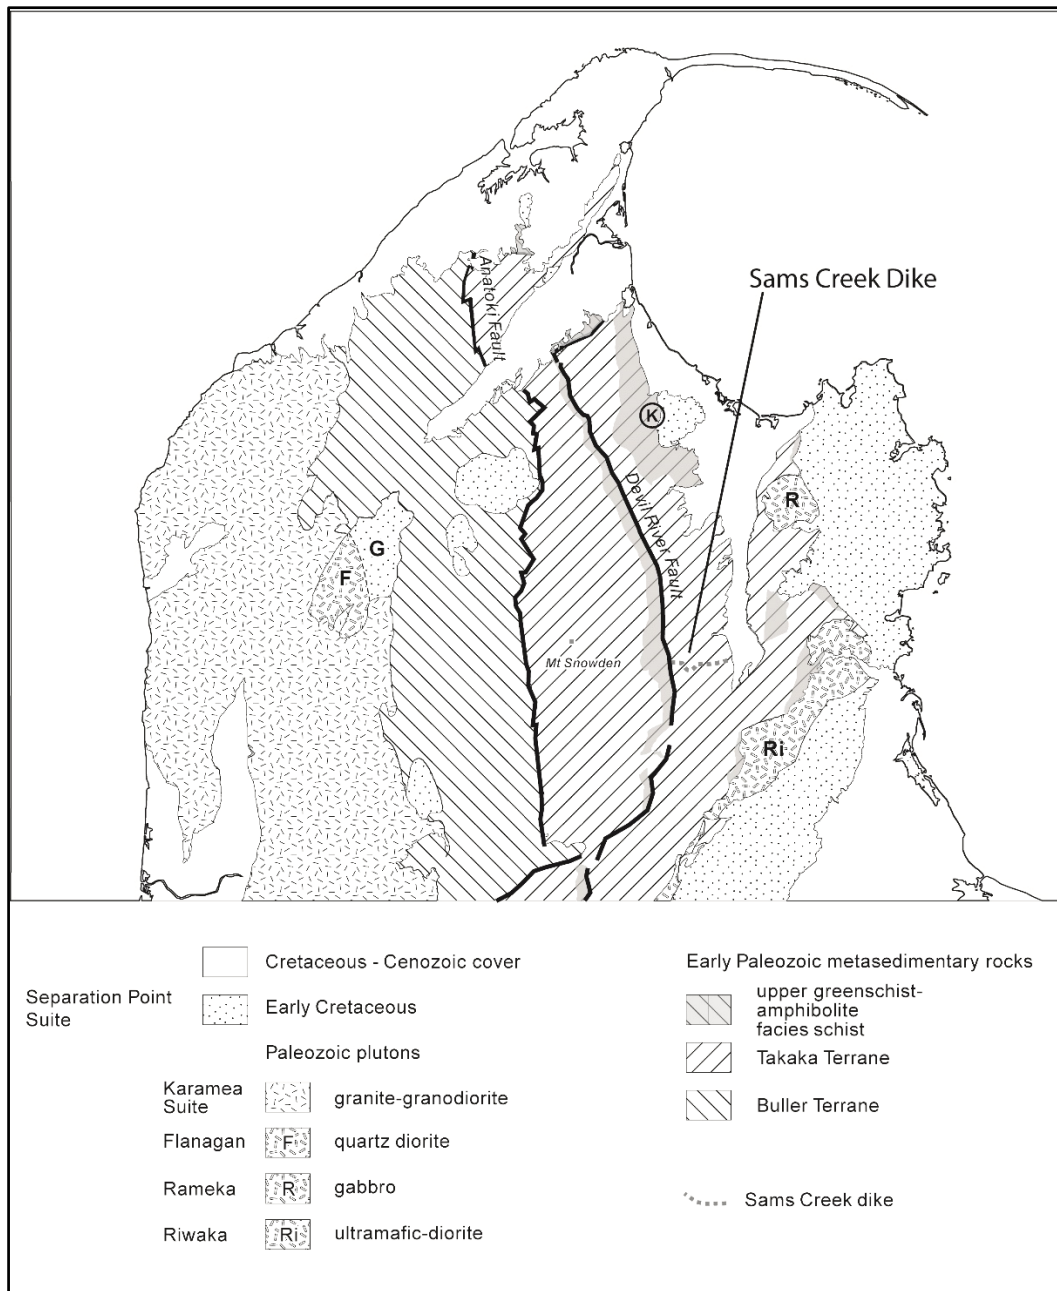 Sams Creek Dike
Anatoki Fault
K
Devil River Fault
R
G
F
Mt Snowden
Ri
Cretaceous - Cenozoic cover
Separation Point
Suite
Early Cretaceous
Paleozoic plutons
Karamea
Suite
granite-granodiorite
Flanagan
F
quartz diorite
Rameka
R
gabbro
Riwaka
Ri
ultramafic-diorite
Early Paleozoic metasedimentary rocks
upper greenschist-
amphibolite
facies schist
Takaka Terrane
Buller Terrane
Sams Creek dike